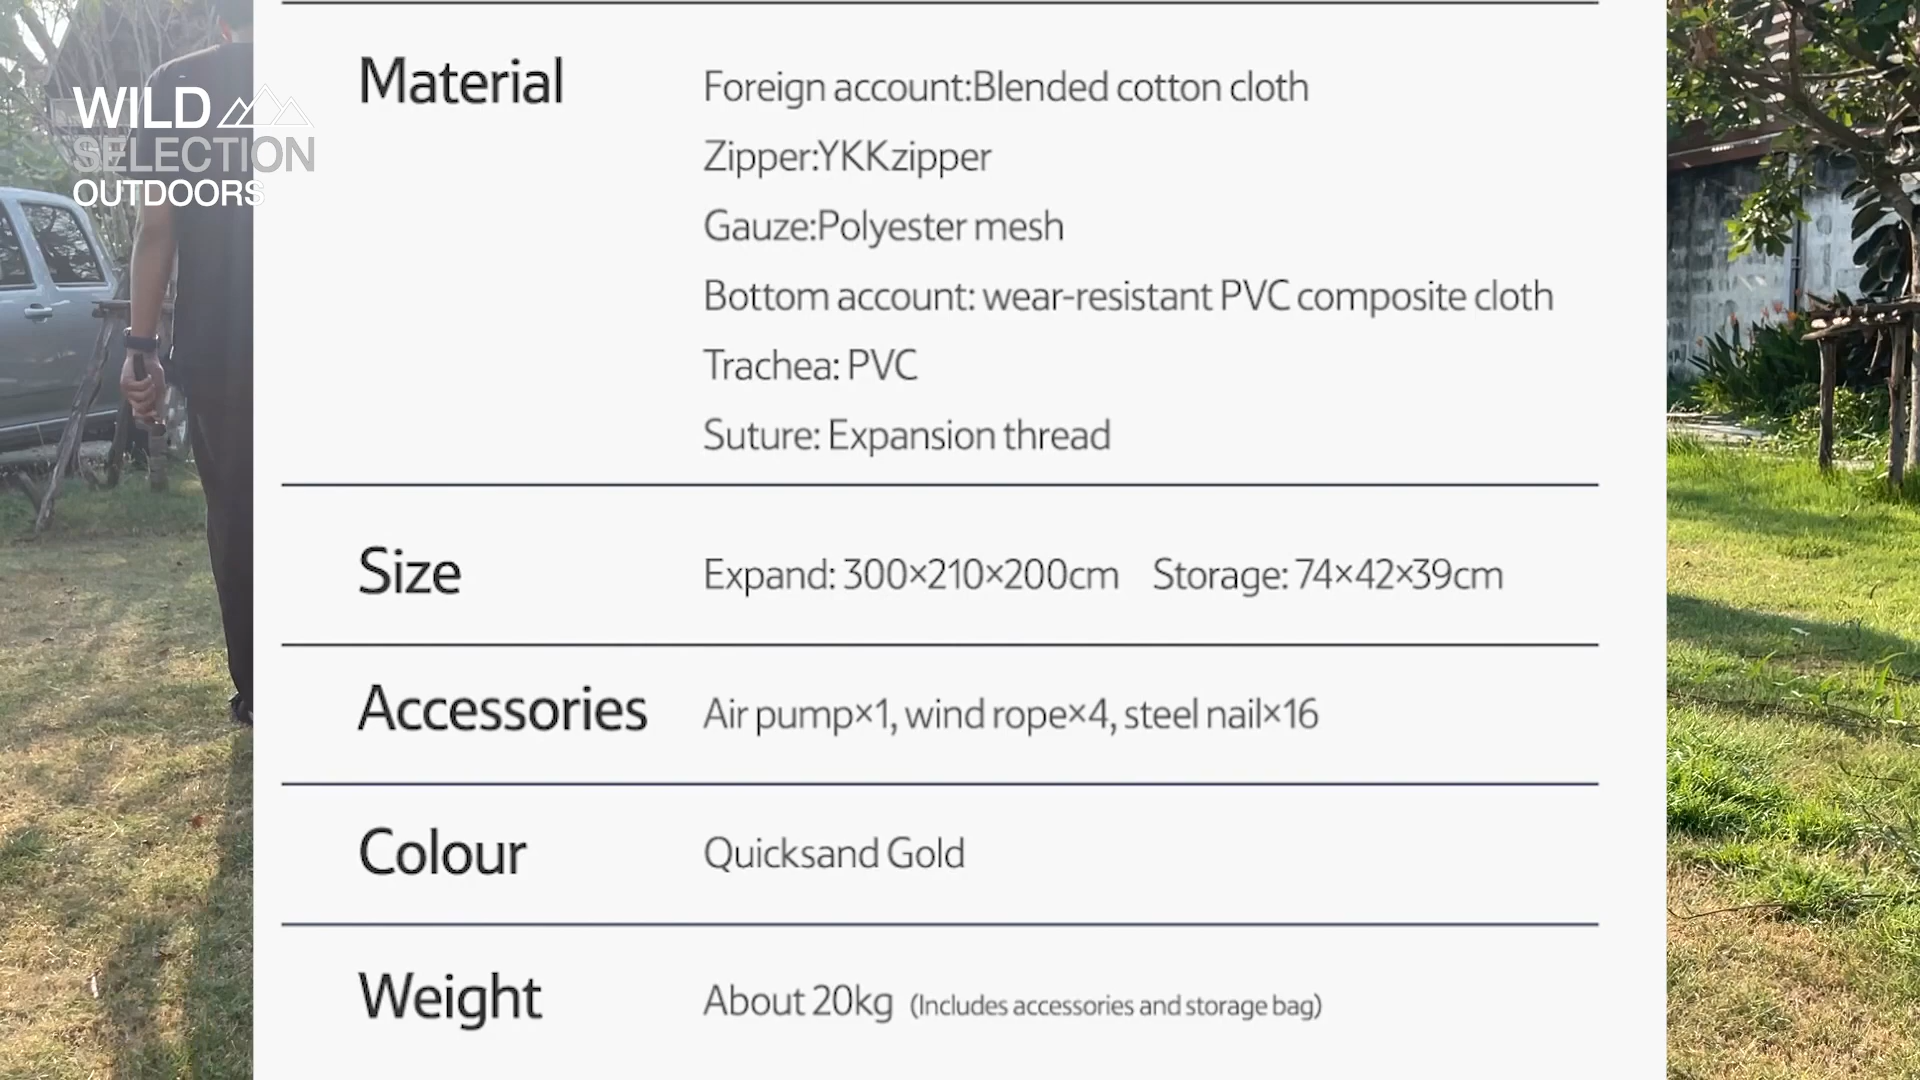 WILD
SELECTION
OUTDOORS
Material
Foreign account:Blended cotton cloth
Zipper:YKKzipper
Gauze:Polyester mesh
Bottom account: wear-resistant PVC composite cloth
Trachea: PVC
Suture: Expansion thread
Size
Expand: 300×210×200cm Storage: 74×42×39cm
Accessories
Air pump×1, wind rope×4, steel nail×16
Colour
Quicksand Gold
Weight
About 20kg (Includes accessories and storage bag)